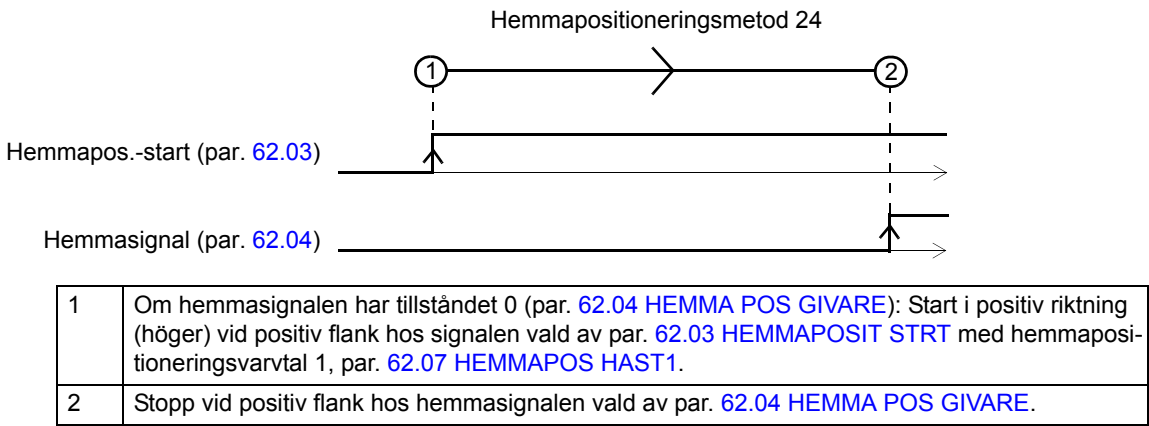 Hemmapositioneringsmetod 24
1
2
Hemmapos.-start (par. 62.03)
Hemmasignal (par. 62.04)
1 Om hemmasignalen har tillståndet 0 (par. 62.04 HEMMA POS GIVARE): Start i positiv riktning
(höger) vid positiv flank hos signalen vald av par. 62.03 HEMMAPOSIT STRT med hemmaposi-
tioneringsvarvtal 1, par. 62.07 HEMMAPOS HAST1.
2 Stopp vid positiv flank hos hemmasignalen vald av par. 62.04 HEMMA POS GIVARE.